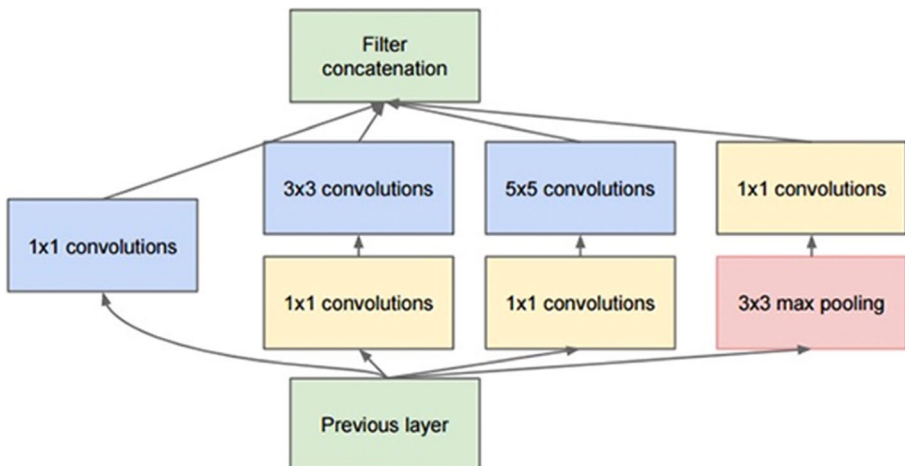 Filter
concatenation
3x3 convolutions
5x5 convolutions
1x1 convolutions
1x1 convolutions
1x1 convolutions
1x1 convolutions
3x3 max pooling
Previous layer